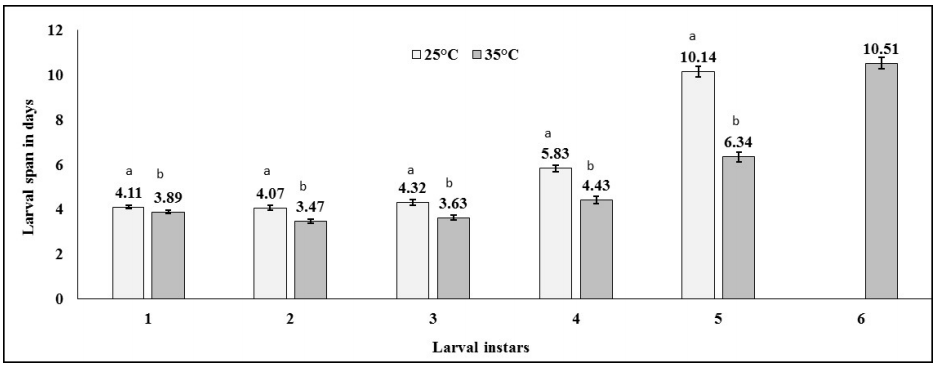 12
10
8
6
4
2
0
Larval span in days
25°C 35°C
a b
4.11 3.89
a b
4.07 3.47
a b
4.32 3.63
a b
5.83 4.43
a b
10.14 6.34
10.51
1 2 3 4 5 6
Larval instars